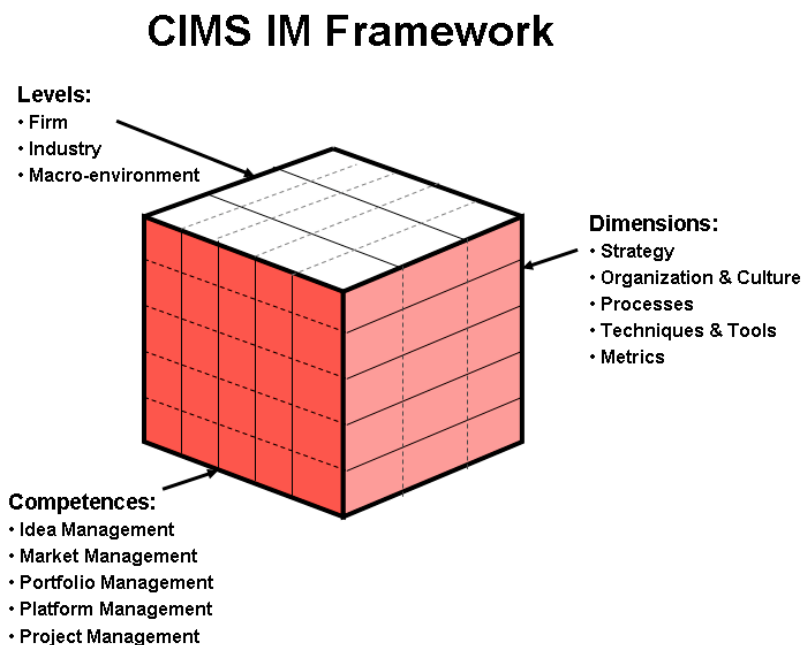 CIMS IM Framework
Levels:
• Firm
• Industry
• Macro-environment
Dimensions:
• Strategy
• Organization & Culture
• Processes
• Techniques & Tools
• Metrics
Competences:
• Idea Management
• Market Management
• Portfolio Management
• Platform Management
• Project Management